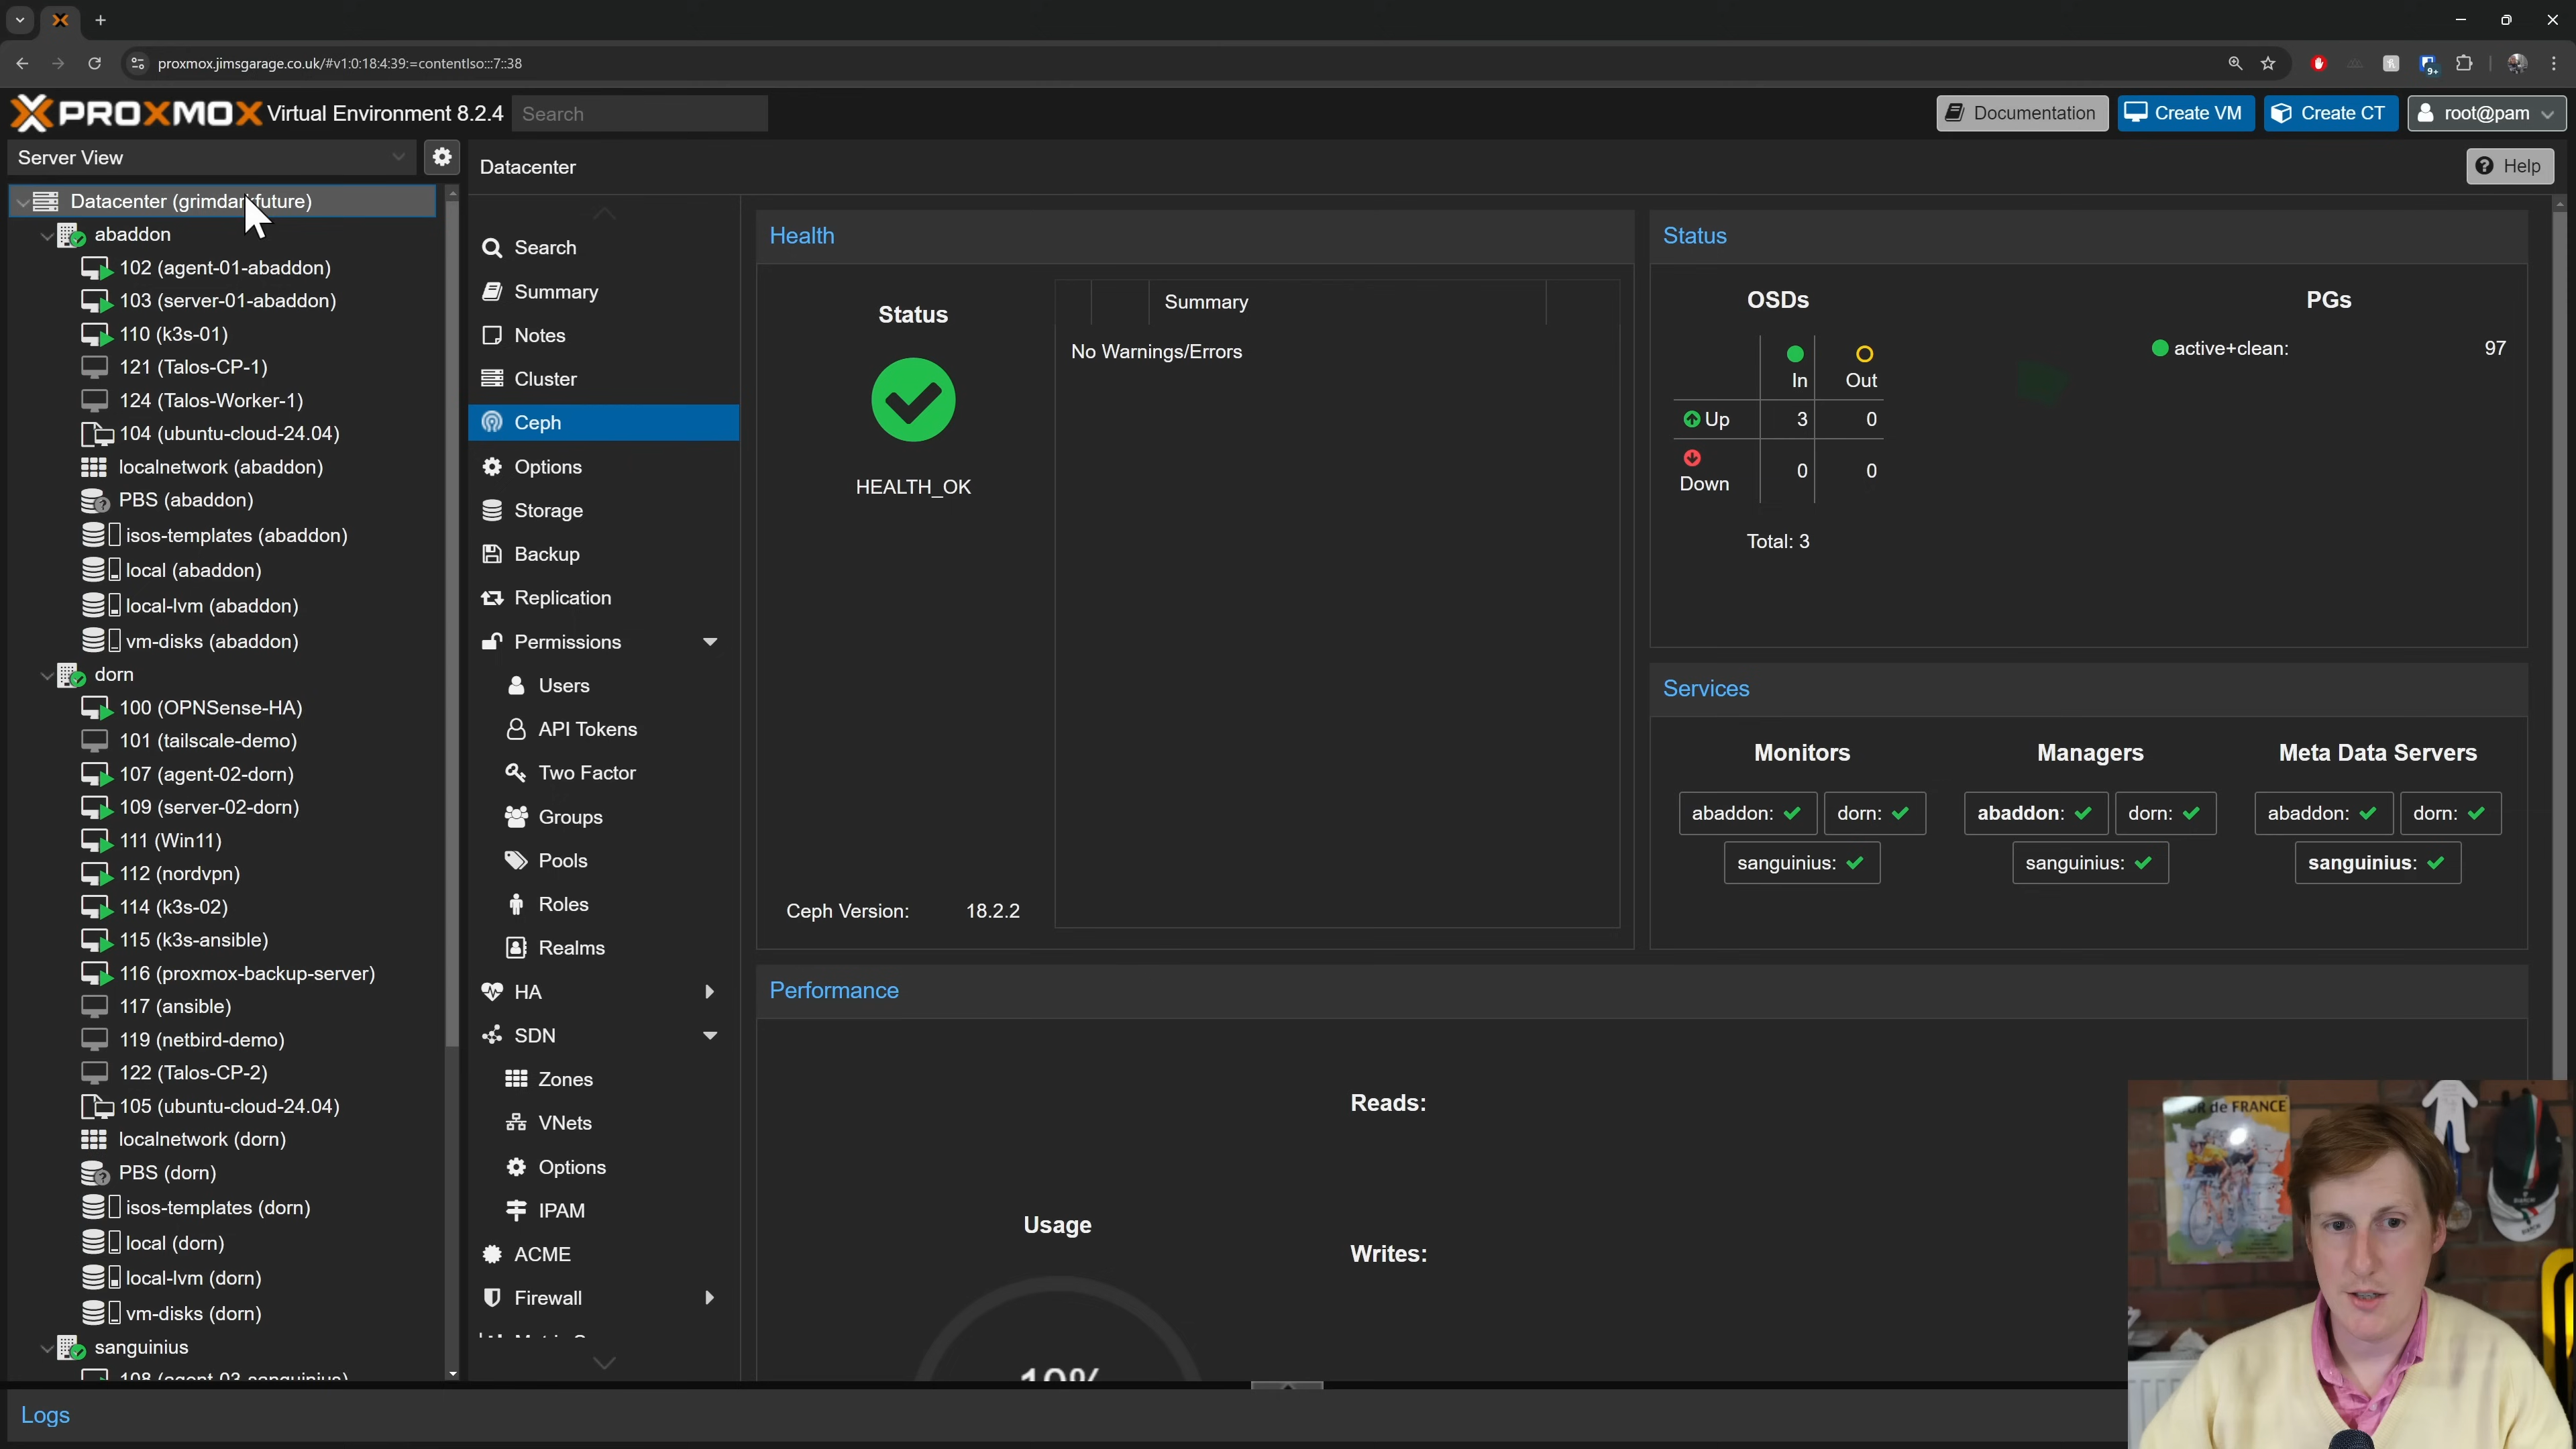 proxmox.jimsgarage.co.uk/#v1:0:18:4:39:=contentIso:::7::38
9+
PROXMOX Virtual Environment 8.2.4
Search
Documentation
Create VM
Create CT
root@pam
Server View
Datacenter
Help
Datacenter (grimdarkfuture)
abaddon
102 (agent-01-abaddon)
103 (server-01-abaddon)
110 (k3s-01)
121 (Talos-CP-1)
124 (Talos-Worker-1)
104 (ubuntu-cloud-24.04)
localnetwork (abaddon)
PBS (abaddon)
isos-templates (abaddon)
local (abaddon)
local-lvm (abaddon)
vm-disks (abaddon)
dorn
100 (OPNSense-HA)
101 (tailscale-demo)
107 (agent-02-dorn)
109 (server-02-dorn)
111 (Win11)
112 (nordvpn)
114 (k3s-02)
115 (k3s-ansible)
116 (proxmox-backup-server)
117 (ansible)
119 (netbird-demo)
122 (Talos-CP-2)
105 (ubuntu-cloud-24.04)
localnetwork (dorn)
PBS (dorn)
isos-templates (dorn)
local (dorn)
local-lvm (dorn)
vm-disks (dorn)
sanguinius
108 (agent-03-sanguinius)
Search
Summary
Notes
Cluster
Ceph
Options
Storage
Backup
Replication
Permissions
Users
API Tokens
Two Factor
Groups
Pools
Roles
Realms
HA
SDN
Zones
VNets
Options
IPAM
ACME
Firewall
Health
Status
HEALTH_OK
Summary
No Warnings/Errors
Ceph Version: 18.2.2
Status
OSDs
In Out
Up 3 0
Down 0 0
Total: 3
PGs
active+clean: 97
Services
Monitors
abaddon: dorn:
sanguinius:
Managers
abaddon: dorn:
sanguinius:
Meta Data Servers
abaddon: dorn:
sanguinius:
Performance
Usage
Reads:
Writes:
de FRANCE
Logs